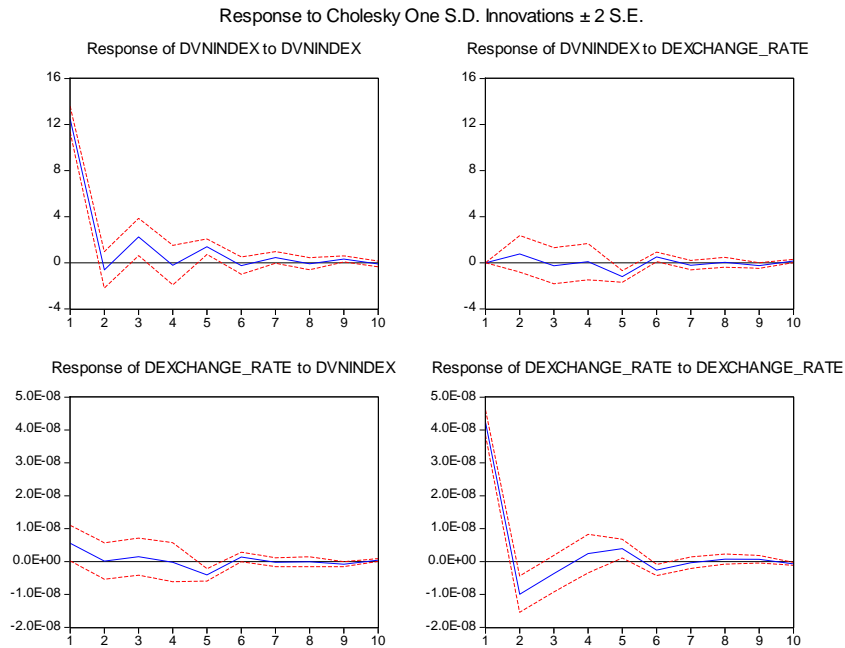 Response to Cholesky One S.D. Innovations ± 2 S.E.
Response of DVNINDEX to DVNINDEX
16
12
8
4
0
-4
1 2 3 4 5 6 7 8 9 10
Response of DVNINDEX to DEXCHANGE_RATE
16
12
8
4
0
-4
1 2 3 4 5 6 7 8 9 10
Response of DEXCHANGE_RATE to DVNINDEX
5.0E-08
4.0E-08
3.0E-08
2.0E-08
1.0E-08
0.0E+00
-1.0E-08
-2.0E-08
1 2 3 4 5 6 7 8 9 10
Response of DEXCHANGE_RATE to DEXCHANGE_RATE
5.0E-08
4.0E-08
3.0E-08
2.0E-08
1.0E-08
0.0E+00
-1.0E-08
-2.0E-08
1 2 3 4 5 6 7 8 9 10